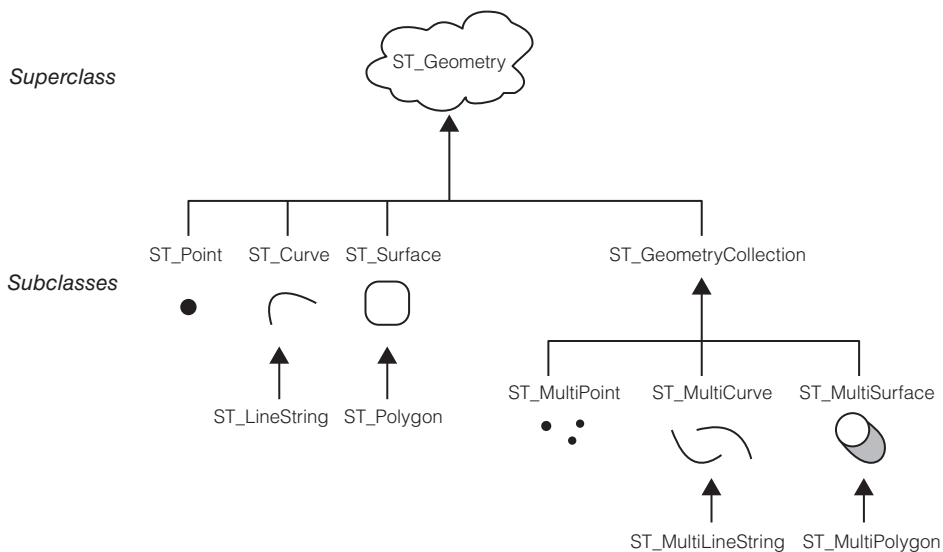 ST_Geometry
Superclass
ST_Point ST_Curve ST_Surface ST_GeometryCollection
Subclasses
ST_MultiPoint ST_MultiCurve ST_MultiSurface
ST_LineString ST_Polygon
ST_MultiLineString ST_MultiPolygon